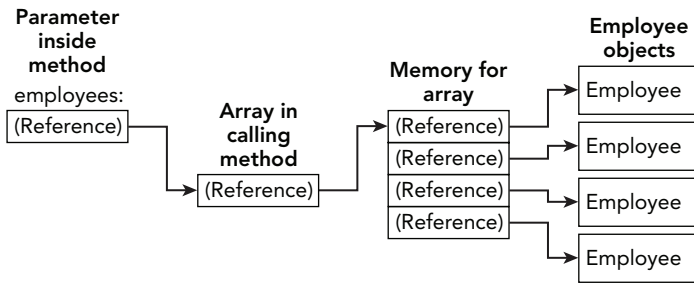 Parameter
inside
method
employees:
(Reference)
Array in
calling
method
(Reference)
Memory for
array
(Reference)
(Reference)
(Reference)
(Reference)
Employee
objects
Employee
Employee
Employee
Employee